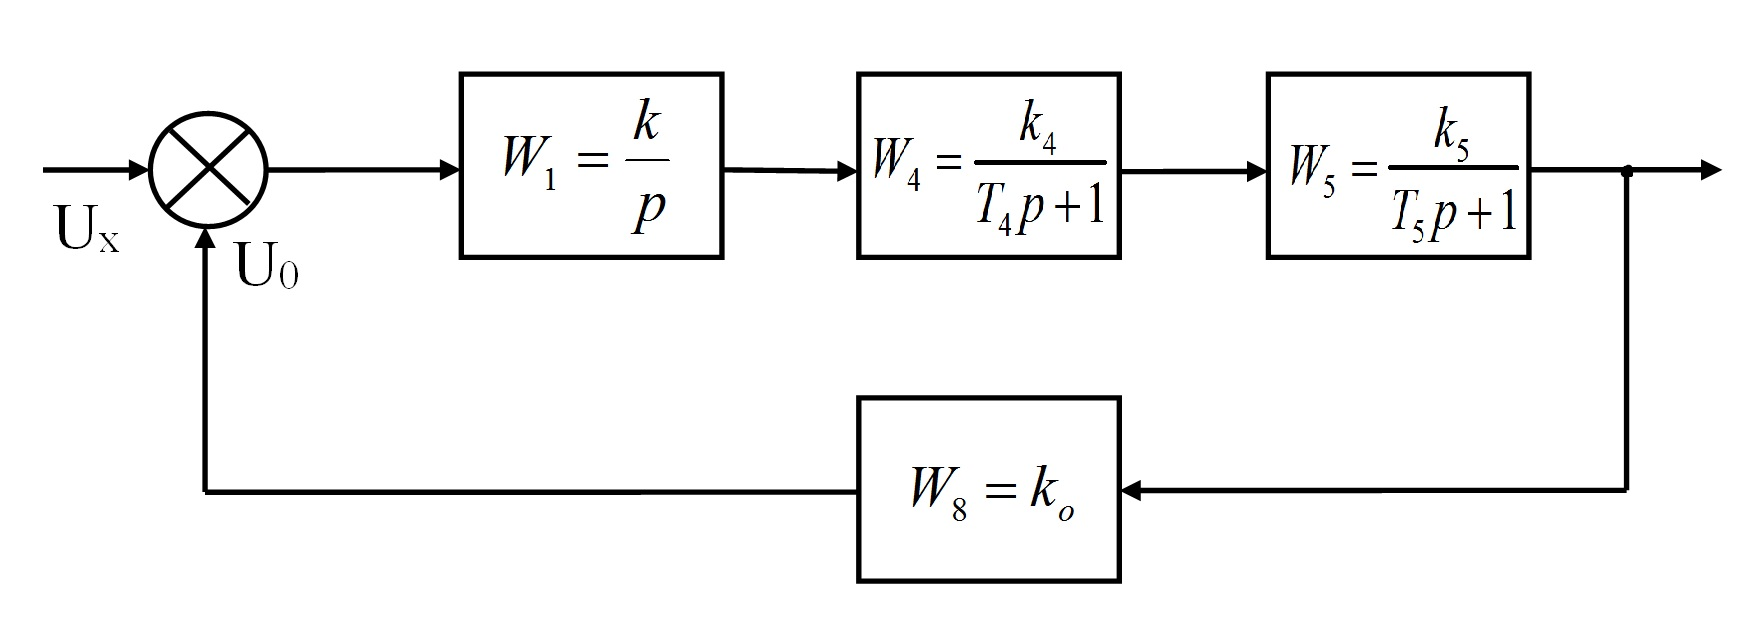 Uₓ
U₀
W₁ = k/p
W₄ = k₄/(T₄p+1)
W₅ = k₅/(T₅p+1)
W₈ = kₒ